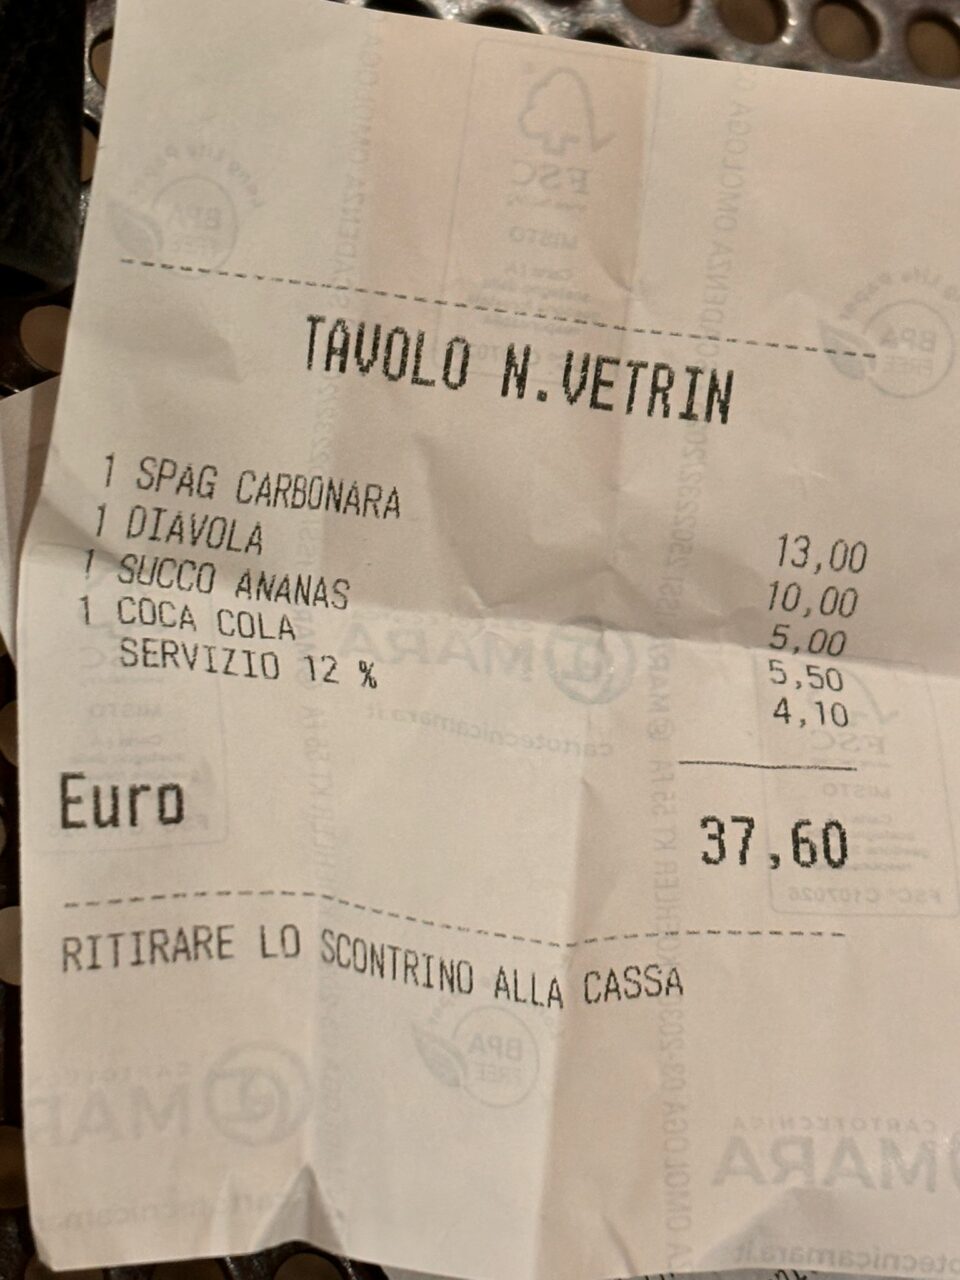 TAVOLO N.VETRIN
1 SPAG CARBONARA 13,00
1 DIAVOLA 10,00
1 SUCCO ANANAS 5,00
1 COCA COLA 5,50
SERVIZIO 12 % 4,10
Euro 37,60
RITIRARE LO SCONTRINO ALLA CASSA